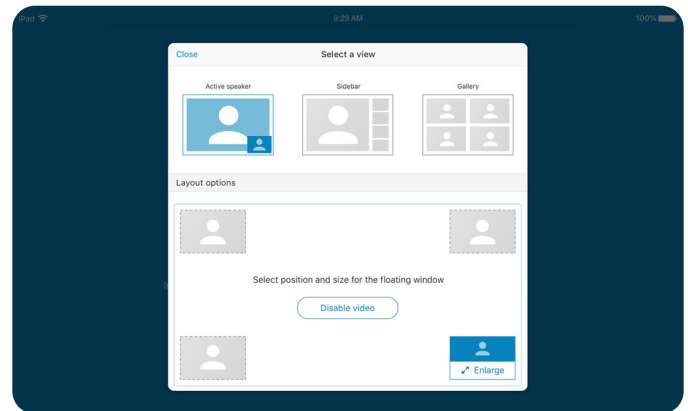 iPad 9:29 AM 100%
Close Select a view
Active speaker Sidebar Gallery
Layout options
Select position and size for the floating window
Disable video
Enlarge